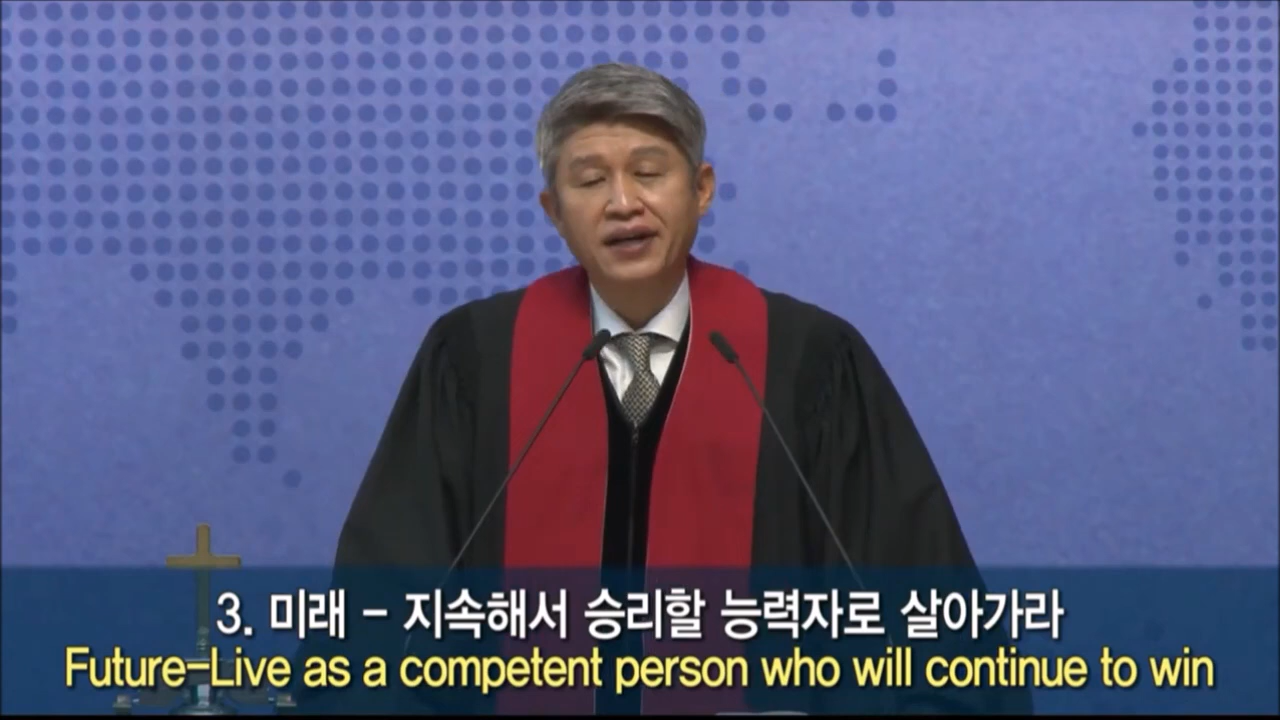 3. 미래 - 지속해서 승리할 능력자로 살아가라
Future-Live as a competent person who will continue to win